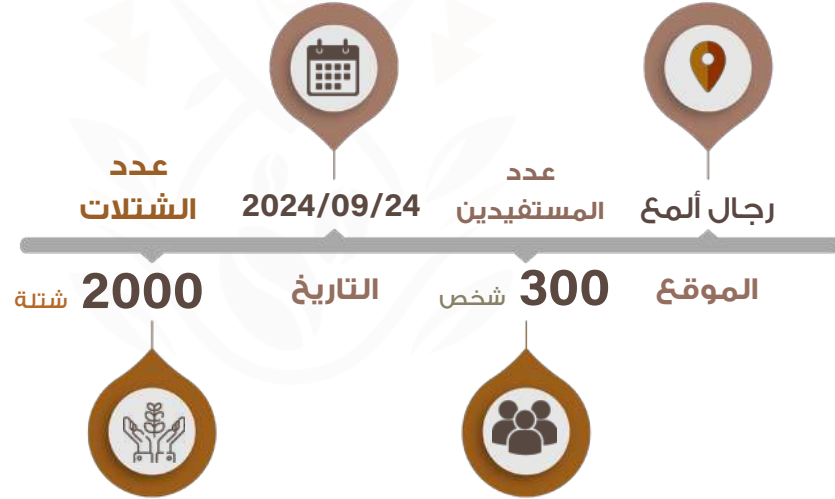 رجال ألمع
الموقع
عدد
المستفيدين
300 شخص
2024/09/24
التاريخ
عدد
الشتلات
2000 شتلة